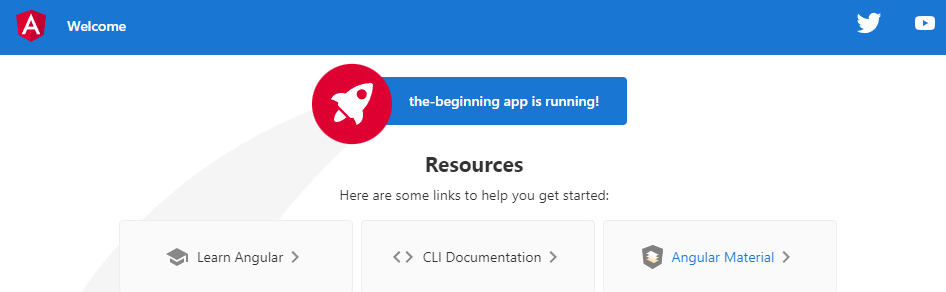 Welcome
the-beginning app is running!
Resources
Here are some links to help you get started:
Learn Angular
CLI Documentation
Angular Material